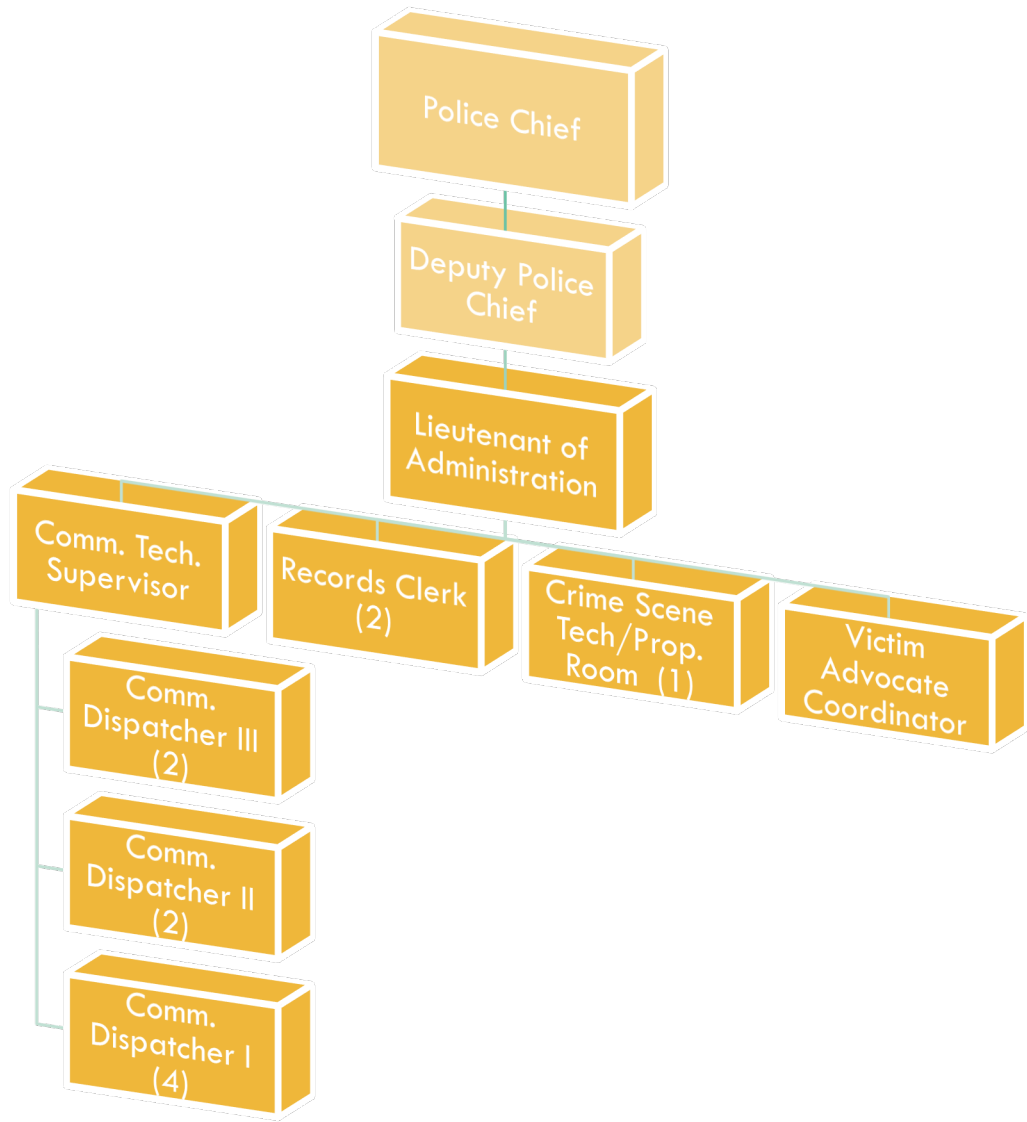 Police Chief
Deputy Police
Chief
Lieutenant of
Administration
Comm. Tech.
Supervisor
Records Clerk
(2)
Crime Scene
Tech/Prop.
Room (1)
Victim
Advocate
Coordinator
Comm.
Dispatcher III
(2)
Comm.
Dispatcher II
(2)
Comm.
Dispatcher I
(4)